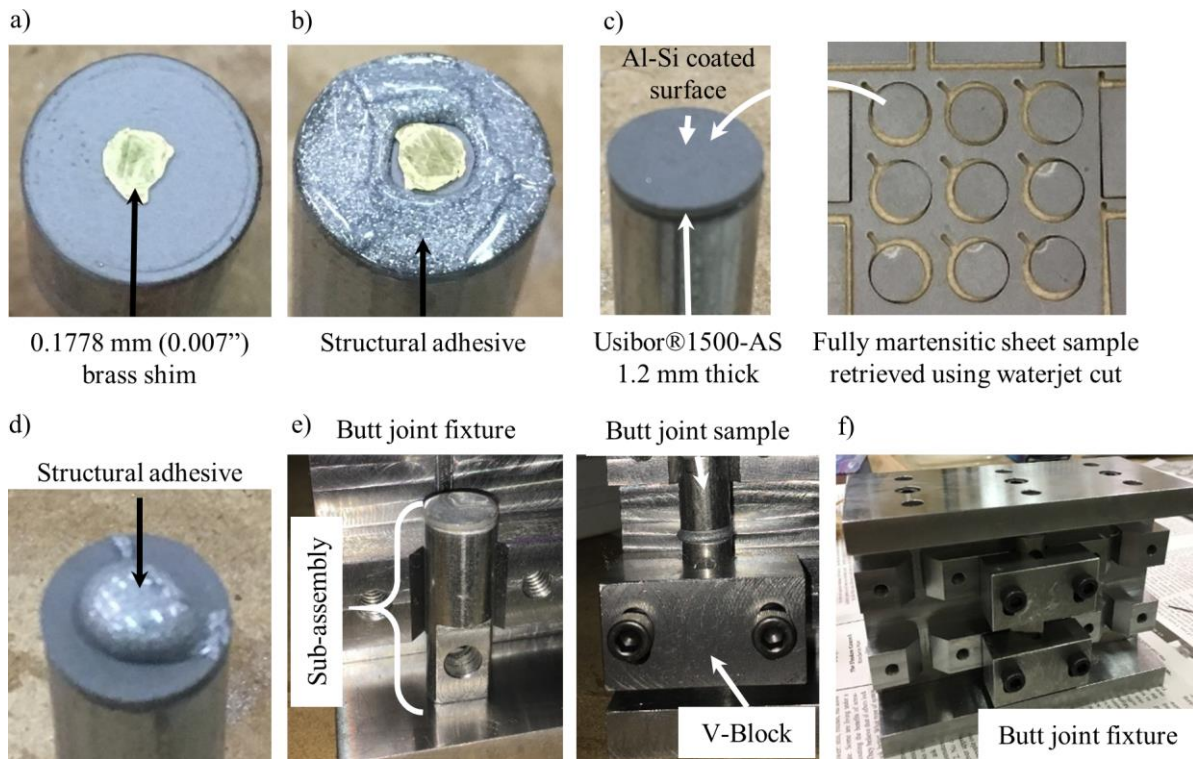 a)
b)
c)
Al-Si coated
surface
0.1778 mm (0.007”)
brass shim
Structural adhesive
Usibor®1500-AS
1.2 mm thick
Fully martensitic sheet sample
retrieved using waterjet cut
d)
Structural adhesive
e)
Butt joint fixture
Sub-assembly
Butt joint sample
V-Block
f)
Butt joint fixture